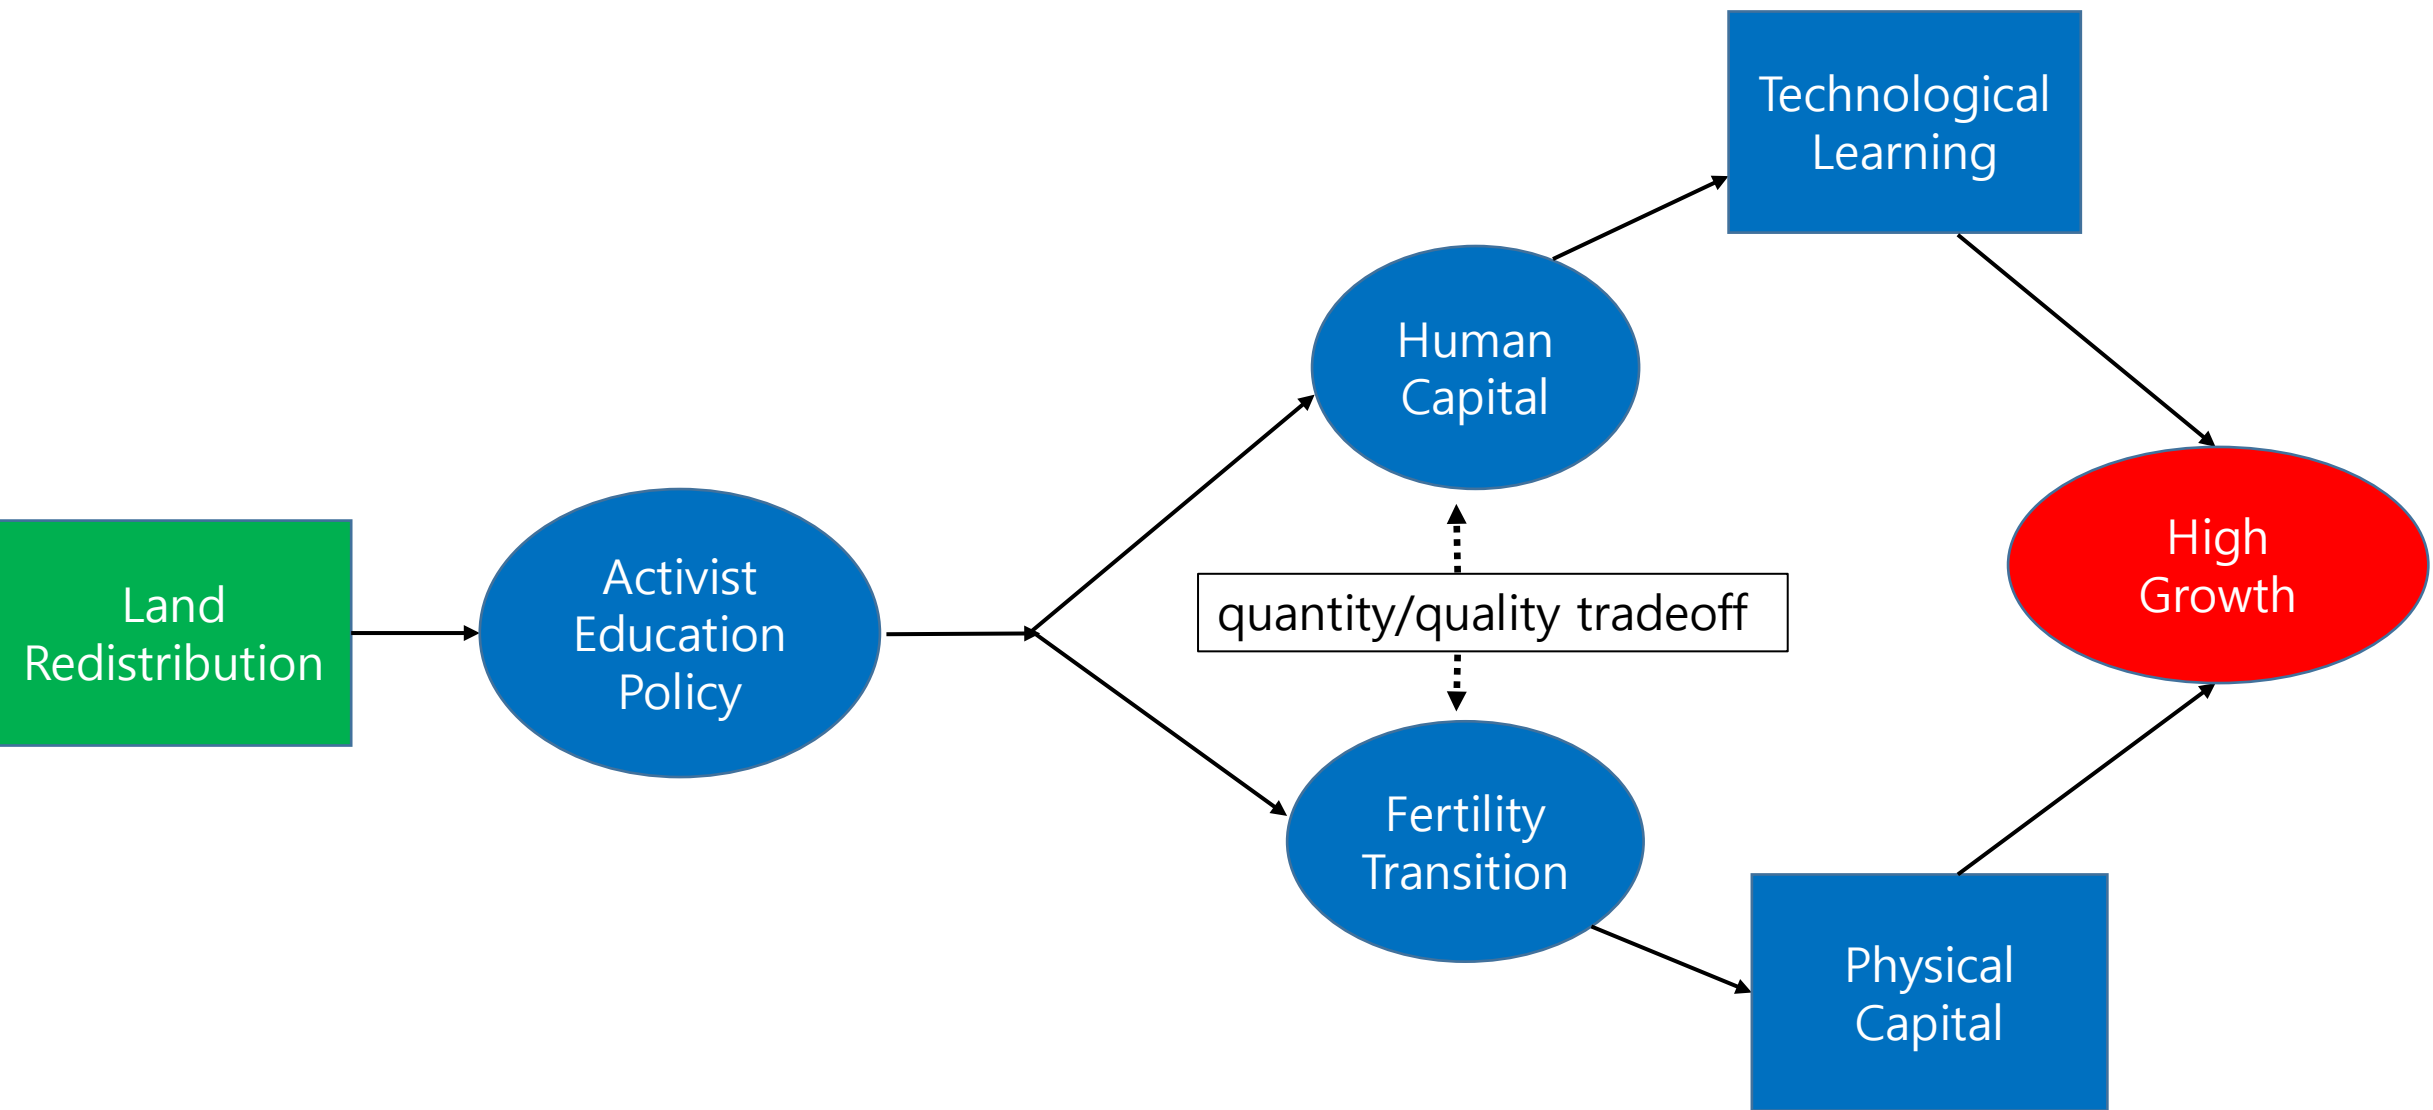 Land
Redistribution
Activist
Education
Policy
Human
Capital
quantity/quality tradeoff
Fertility
Transition
Technological
Learning
Physical
Capital
High
Growth